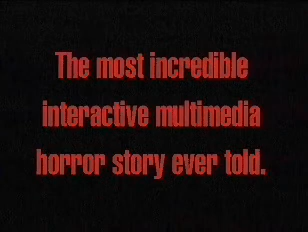 The most incredible
interactive multimedia
horror story ever told.